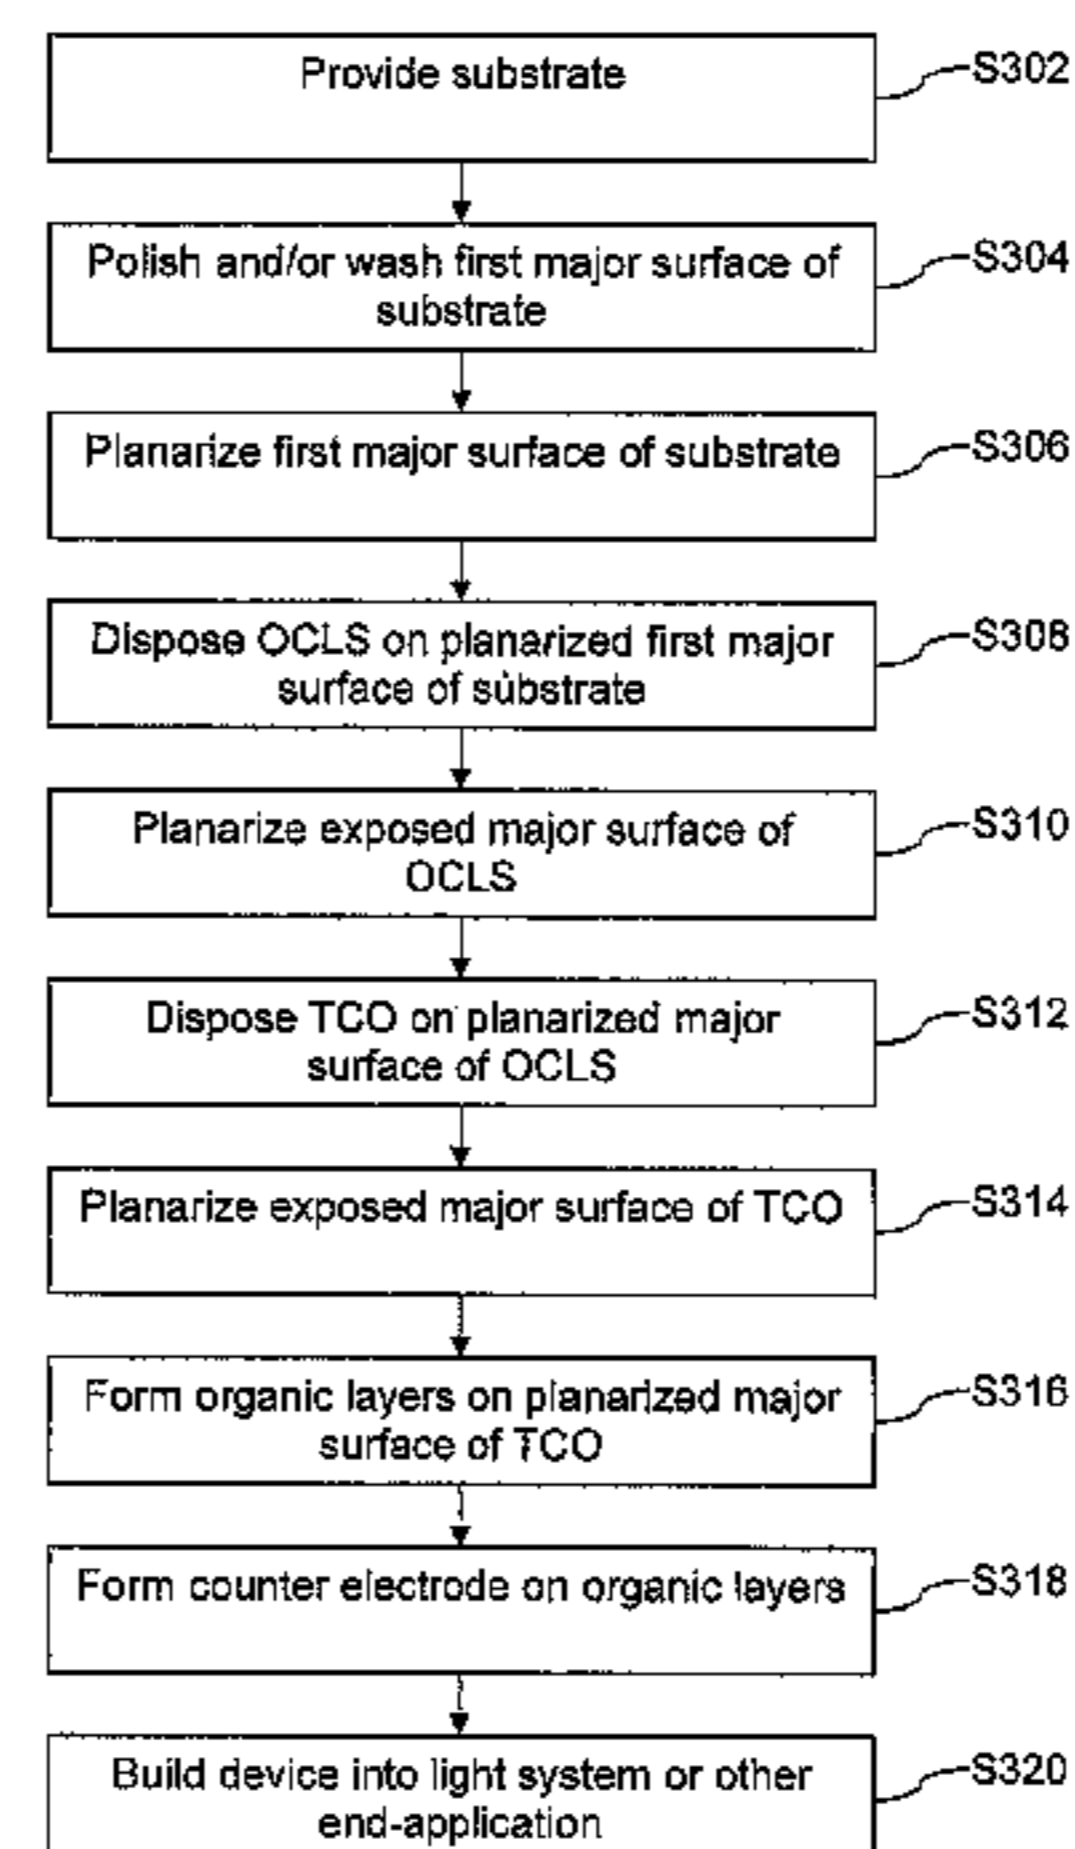 Provide substrate
S302
Polish and/or wash first major surface of
substrate
S304
Planarize first major surface of substrate
S306
Dispose OCLS on planarized first major
surface of substrate
S308
Planarize exposed major surface of
OCLS
S310
Dispose TCO on planarized major
surface of OCLS
S312
Planarize exposed major surface of TCO
S314
Form organic layers on planarized major
surface of TCO
S316
Form counter electrode on organic layers
S318
Build device into light system or other
end-application
S320